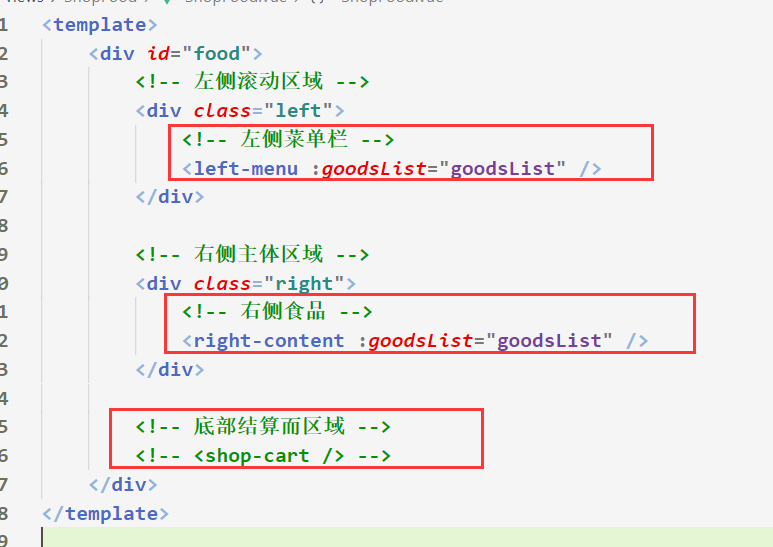 1 <template>
2 <div id="food">
3 <!-- 左侧滚动区域 -->
4 <div class="left">
5 <!-- 左侧菜单栏 -->
6 <left-menu :goodsList="goodsList" />
7 </div>
8
9 <!-- 右侧主体区域 -->
0 <div class="right">
1 <!-- 右侧食品 -->
2 <right-content :goodsList="goodsList" />
3 </div>
4
5 <!-- 底部结算而区域 -->
6 <!-- <shop-cart /> -->
7 </div>
8 </template>
9